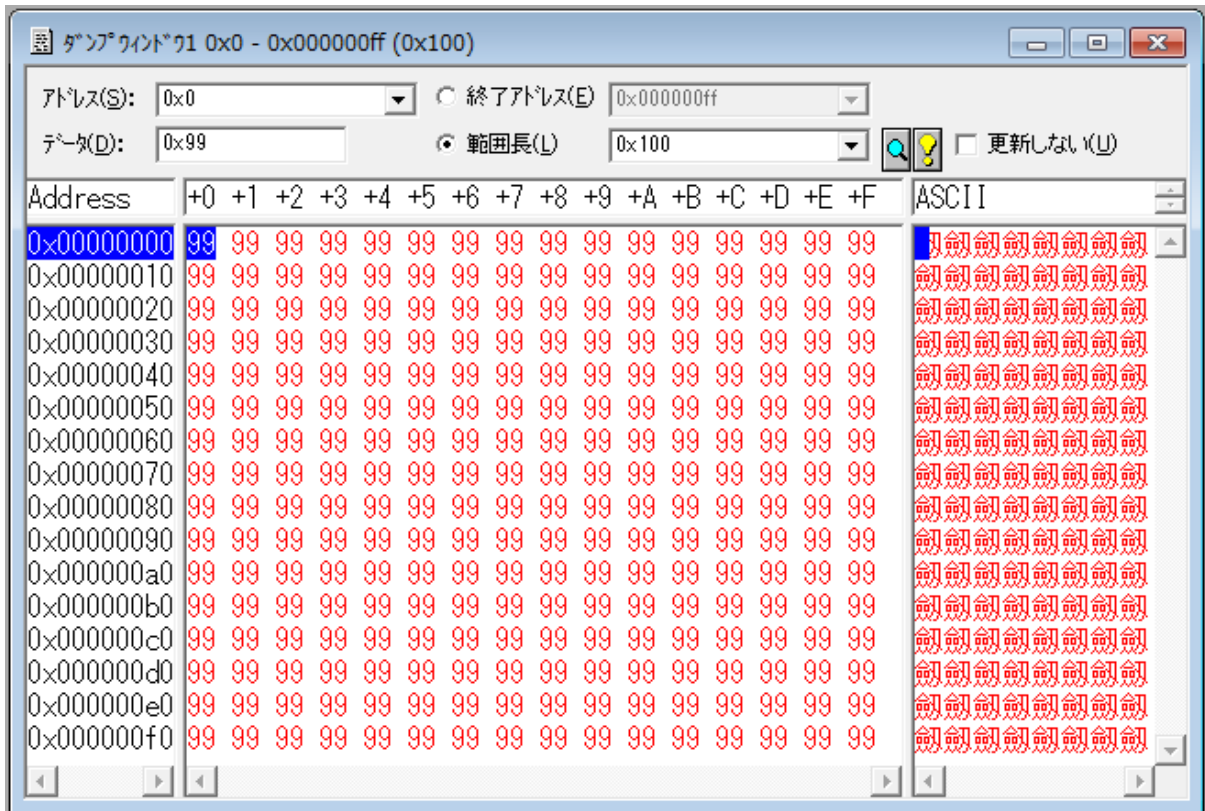 ﾀﾞﾝﾌﾟｳｨﾝﾄﾞｳ1 0x0 - 0x000000ff (0x100)
ｱﾄﾞﾚｽ(S): 0x0 終了ｱﾄﾞﾚｽ(E) 0x000000ff
ﾃﾞｰﾀ(D): 0x99 範囲長(L) 0x100 更新しない(U)
Address +0 +1 +2 +3 +4 +5 +6 +7 +8 +9 +A +B +C +D +E +F ASCII
0x00000000 99 99 99 99 99 99 99 99 99 99 99 99 99 99 99 99 劔劔劔劔劔劔
0x00000010 99 99 99 99 99 99 99 99 99 99 99 99 99 99 99 99 劔劔劔劔劔劔劔
0x00000020 99 99 99 99 99 99 99 99 99 99 99 99 99 99 99 99 劔劔劔劔劔劔劔
0x00000030 99 99 99 99 99 99 99 99 99 99 99 99 99 99 99 99 劔劔劔劔劔劔劔
0x00000040 99 99 99 99 99 99 99 99 99 99 99 99 99 99 99 99 劔劔劔劔劔劔劔
0x00000050 99 99 99 99 99 99 99 99 99 99 99 99 99 99 99 99 劔劔劔劔劔劔劔
0x00000060 99 99 99 99 99 99 99 99 99 99 99 99 99 99 99 99 劔劔劔劔劔劔劔
0x00000070 99 99 99 99 99 99 99 99 99 99 99 99 99 99 99 99 劔劔劔劔劔劔劔
0x00000080 99 99 99 99 99 99 99 99 99 99 99 99 99 99 99 99 劔劔劔劔劔劔劔
0x00000090 99 99 99 99 99 99 99 99 99 99 99 99 99 99 99 99 劔劔劔劔劔劔劔
0x000000a0 99 99 99 99 99 99 99 99 99 99 99 99 99 99 99 99 劔劔劔劔劔劔劔
0x000000b0 99 99 99 99 99 99 99 99 99 99 99 99 99 99 99 99 劔劔劔劔劔劔劔
0x000000c0 99 99 99 99 99 99 99 99 99 99 99 99 99 99 99 99 劔劔劔劔劔劔劔
0x000000d0 99 99 99 99 99 99 99 99 99 99 99 99 99 99 99 99 劔劔劔劔劔劔劔
0x000000e0 99 99 99 99 99 99 99 99 99 99 99 99 99 99 99 99 劔劔劔劔劔劔劔
0x000000f0 99 99 99 99 99 99 99 99 99 99 99 99 99 99 99 99 劔劔劔劔劔劔劔